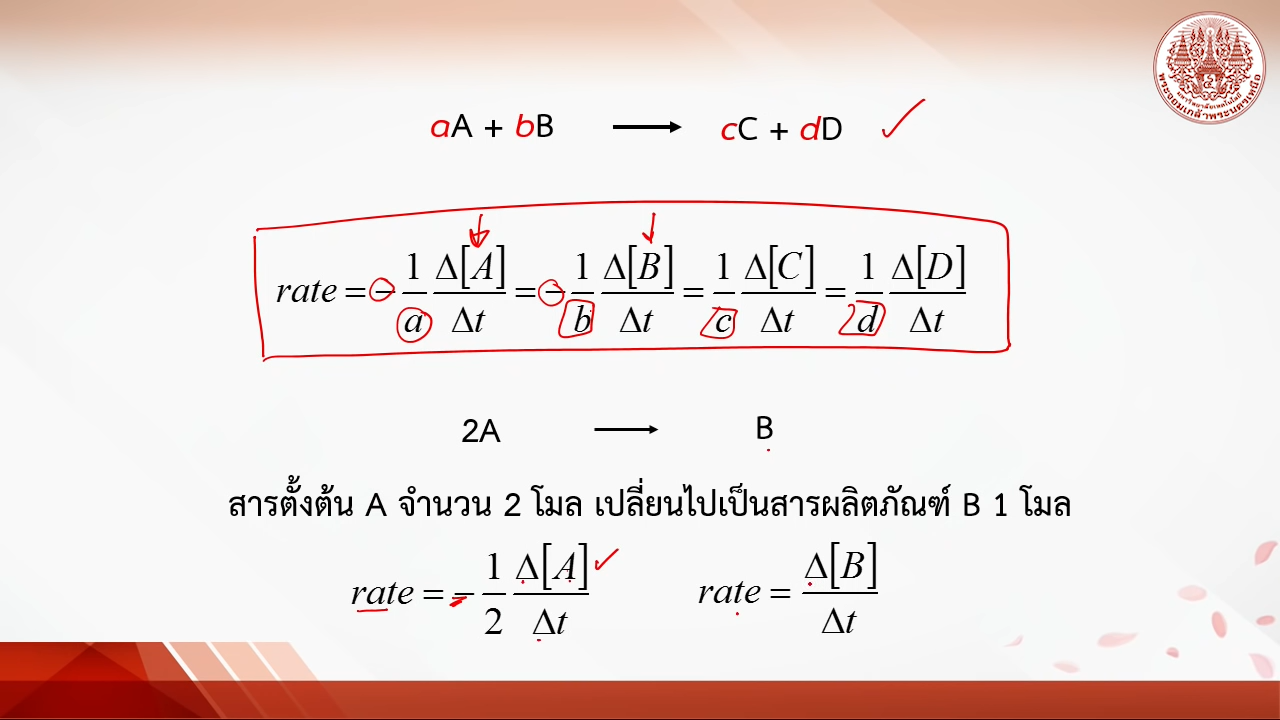 aA + bB ⟶ cC + dD
rate = − 1/a Δ[A]/Δt = − 1/b Δ[B]/Δt = 1/c Δ[C]/Δt = 1/d Δ[D]/Δt
2A ⟶ B
สารตั้งต้น A จำนวน 2 โมล เปลี่ยนไปเป็นสารผลิตภัณฑ์ B 1 โมล
rate = − 1/2 Δ[A]/Δt rate = Δ[B]/Δt